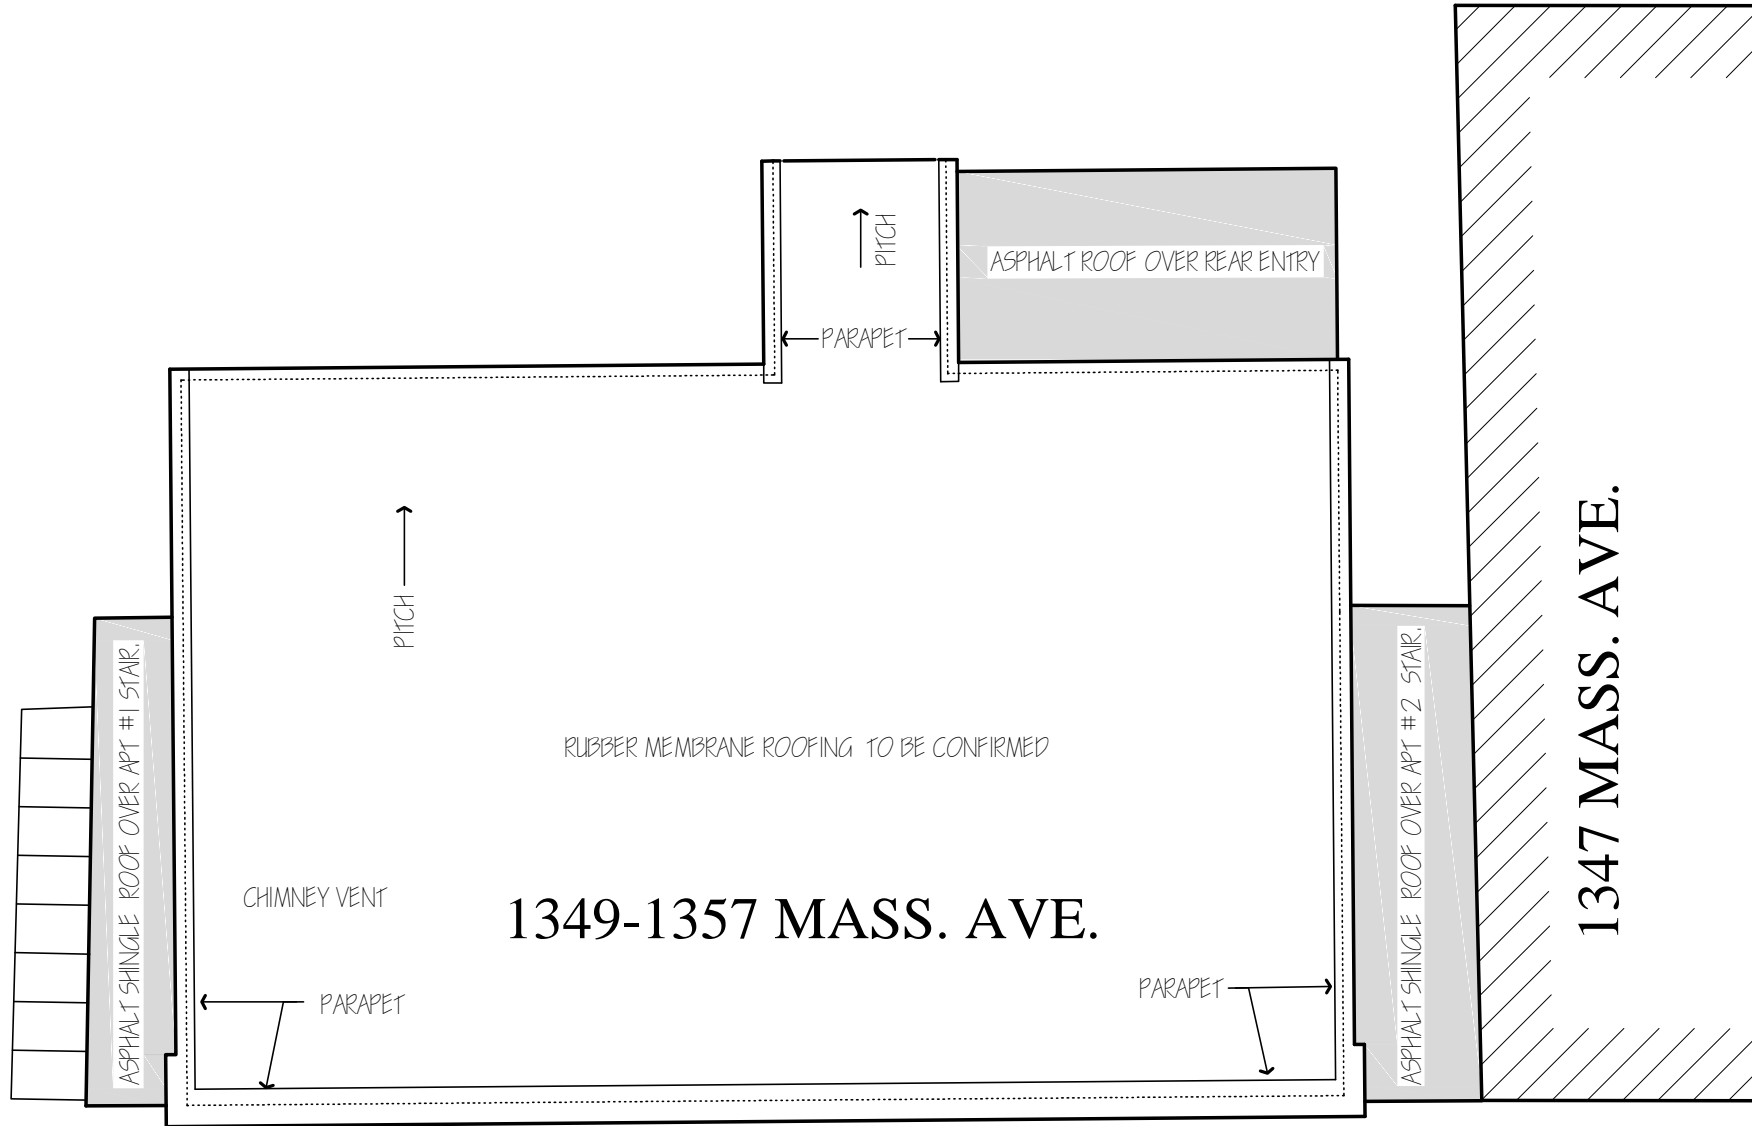 PITCH
ASPHALT ROOF OVER REAR ENTRY
PARAPET
PITCH
1347 MASS. AVE.
ASPHALT SHINGLE ROOF OVER APT #1 STAIR.
ASPHALT SHINGLE ROOF OVER APT #2 STAIR.
RUBBER MEMBRANE ROOFING TO BE CONFIRMED
CHIMNEY VENT
1349-1357 MASS. AVE.
PARAPET
PARAPET